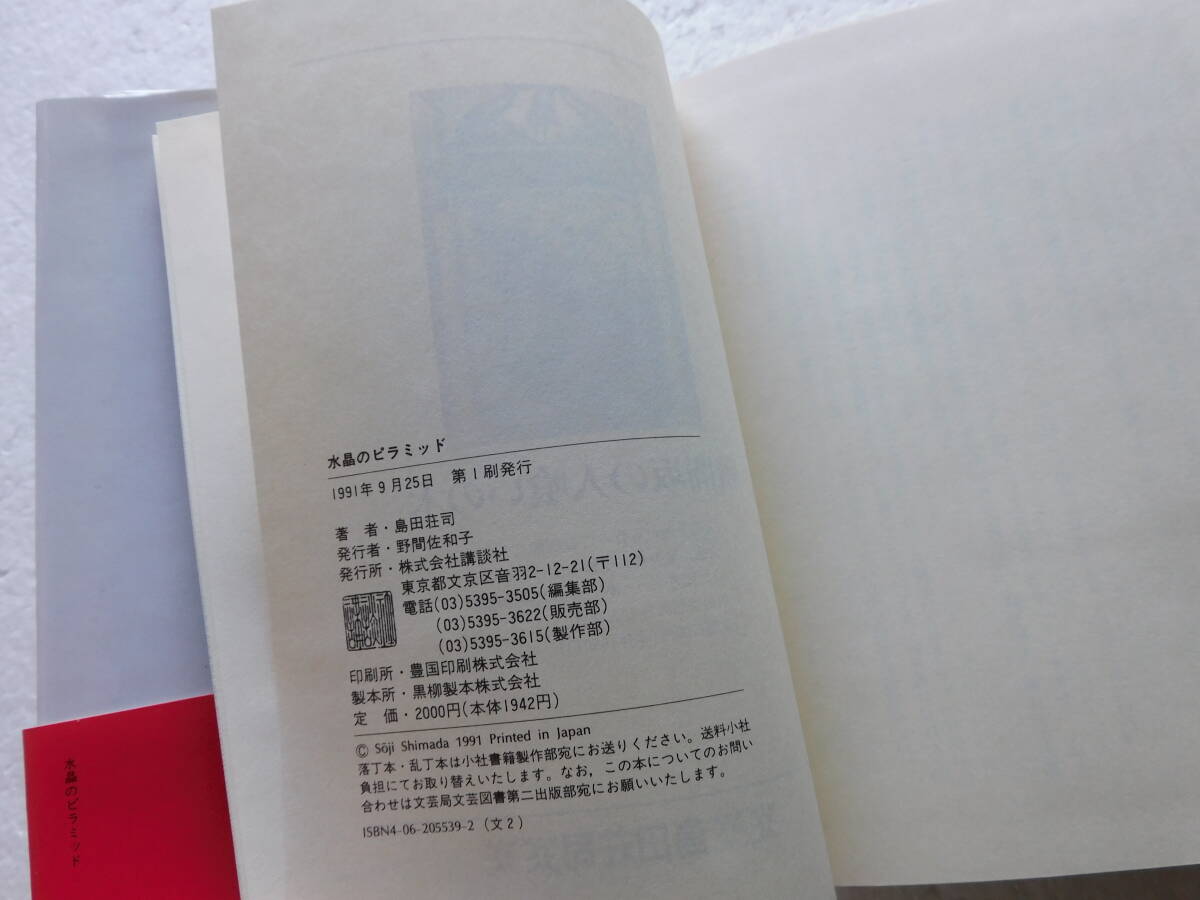 水晶のピラミッド
1991年9月25日 第1刷発行
著 者・島田荘司
発行者・野間佐和子
発行所・株式会社講談社
東京都文京区音羽2-12-21(〒112)
電話(03)5395-3505(編集部)
(03)5395-3622(販売部)
(03)5395-3615(製作部)
印刷所・豊国印刷株式会社
製本所・黒柳製本株式会社
定 価・2000円(本体1942円)
© Sōji Shimada 1991 Printed in Japan
落丁本・乱丁本は小社書籍製作部宛にお送りください。送料小社
負担にてお取り替えいたします。なお,この本についてのお問い
合わせは文芸局文芸図書第二出版部宛にお願いいたします。
ISBN4-06-205539-2 (文2)
水晶のピラミッド